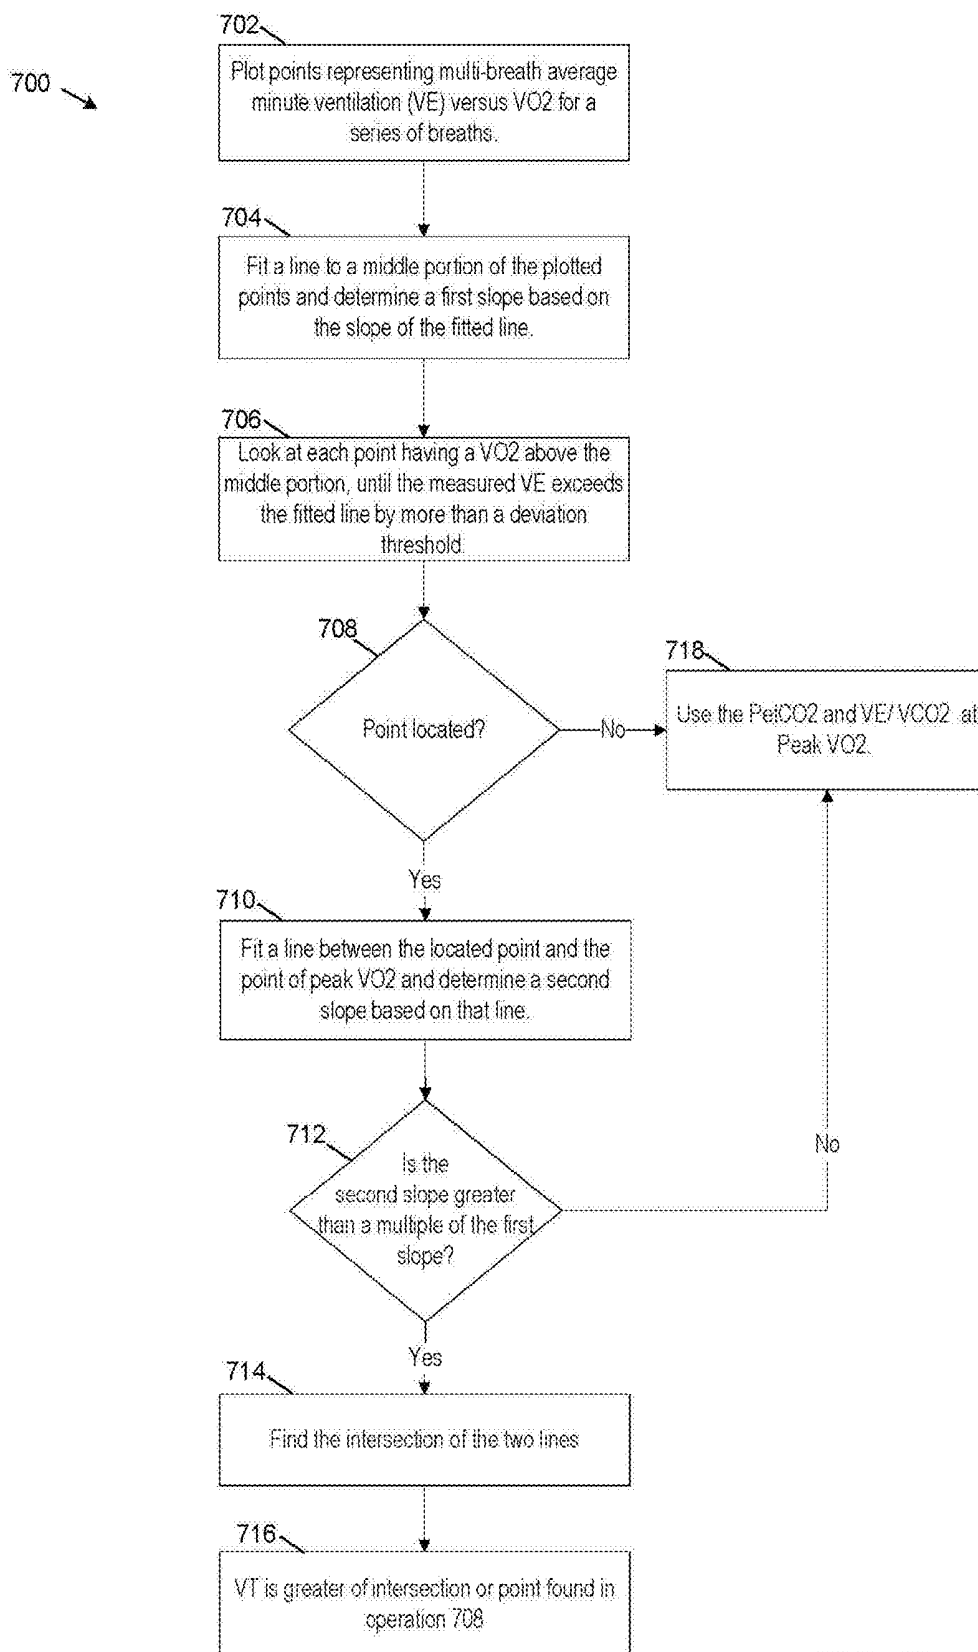 702
700
Plot points representing multi-breath average
minute ventilation (VE) versus VO2 for a
series of breaths.
704
Fit a line to a middle portion of the plotted
points and determine a first slope based on
the slope of the fitted line.
706
Look at each point having a VO2 above the
middle portion, until the measured VE exceeds
the fitted line by more than a deviation
threshold.
708
Point located?
No
718
Use the PetCO2 and VE/ VCO2 at
Peak VO2.
Yes
710
Fit a line between the located point and the
point of peak VO2 and determine a second
slope based on that line.
712
Is the
second slope greater
than a multiple of the first
slope?
No
Yes
714
Find the intersection of the two lines
716
VT is greater of intersection or point found in
operation 708